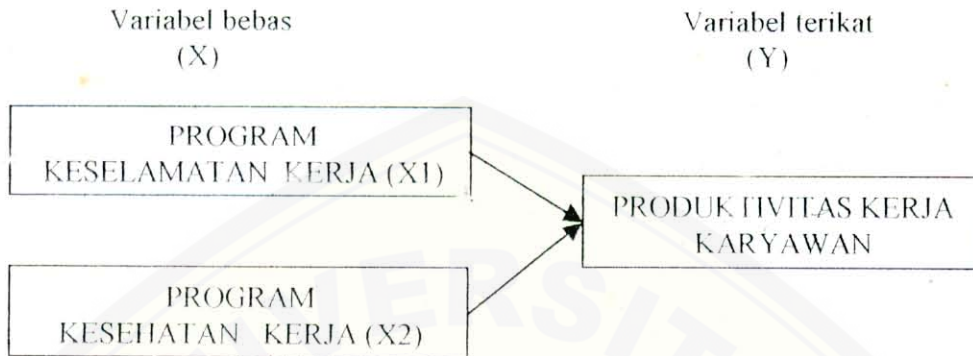 Variabel bebas
(X)
Variabel terikat
(Y)
PROGRAM
KESELAMATAN KERJA (X1)
PRODUKTIVITAS KERJA
KARYAWAN
PROGRAM
KESEHATAN KERJA (X2)